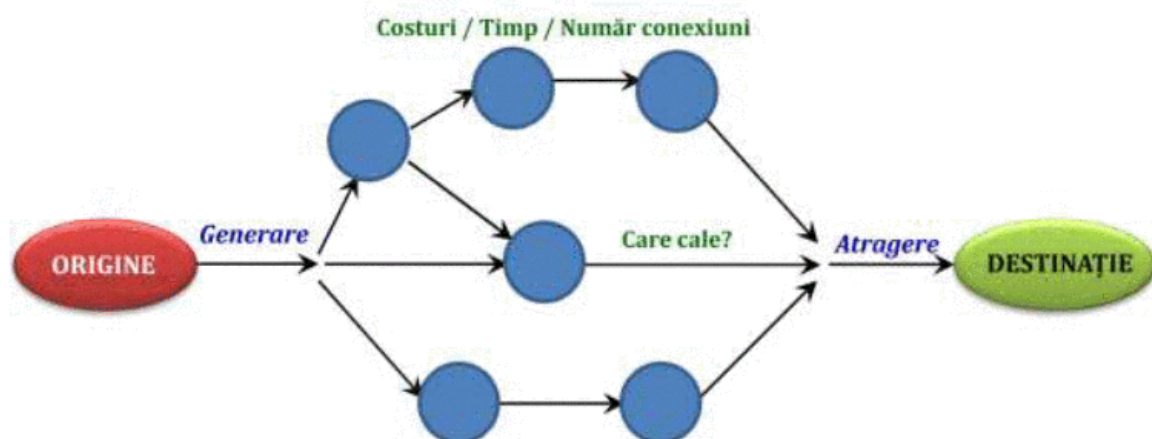 Costuri / Timp / Număr conexiuni
Generare
Care cale?
Atragere
ORIGINE
DESTINAȚIE